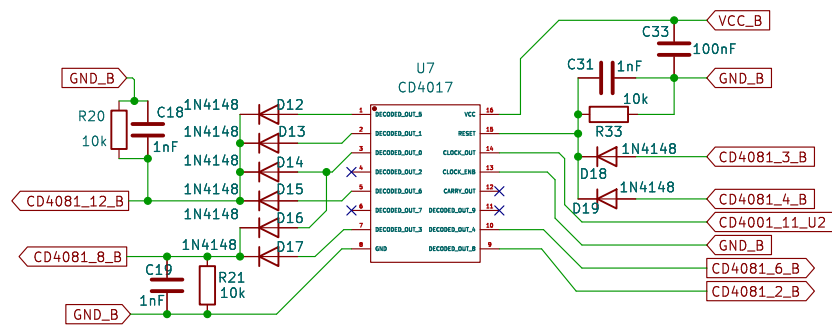 VCC_B
C33
100nF
GND_B
C31
1nF
10k
R33
U7
CD4017
GND_B
R20
10k
C18
1nF
1N4148
D12
1N4148
D13
1N4148
D14
1N4148
D15
1N4148
D16
1N4148
D17
1 DECODED_OUT_5 VCC 16
2 DECODED_OUT_1 RESET 15
3 DECODED_OUT_0 CLOCK_OUT 14
4 DECODED_OUT_2 CLOCK_ENB 13
5 DECODED_OUT_6 CARRY_OUT 12
6 DECODED_OUT_7 DECODED_OUT_9 11
7 DECODED_OUT_3 DECODED_OUT_4 10
8 GND DECODED_OUT_8 9
1N4148
D18
CD4081_3_B
1N4148
D19
CD4081_4_B
CD4001_11_U2
GND_B
CD4081_6_B
CD4081_2_B
CD4081_12_B
CD4081_8_B
C19
1nF
R21
10k
GND_B